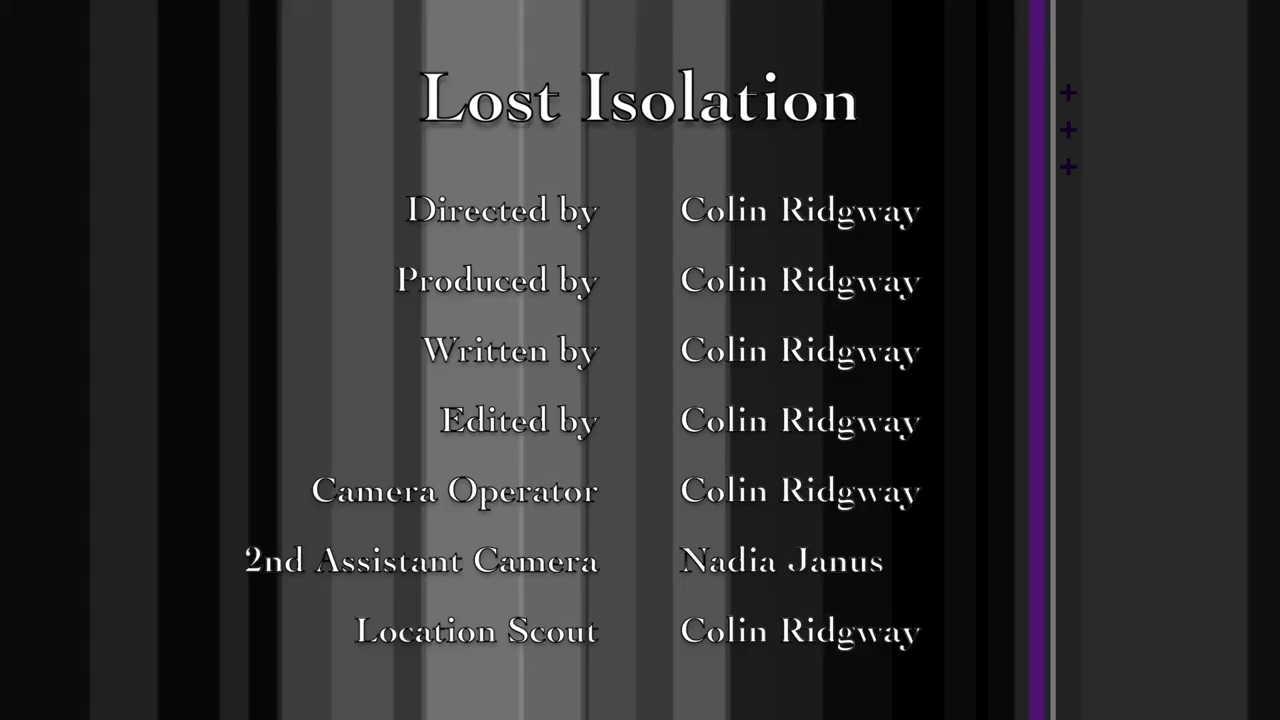 Lost Isolation
Directed by Colin Ridgway
Produced by Colin Ridgway
Written by Colin Ridgway
Edited by Colin Ridgway
Camera Operator Colin Ridgway
2nd Assistant Camera Nadia Janus
Location Scout Colin Ridgway